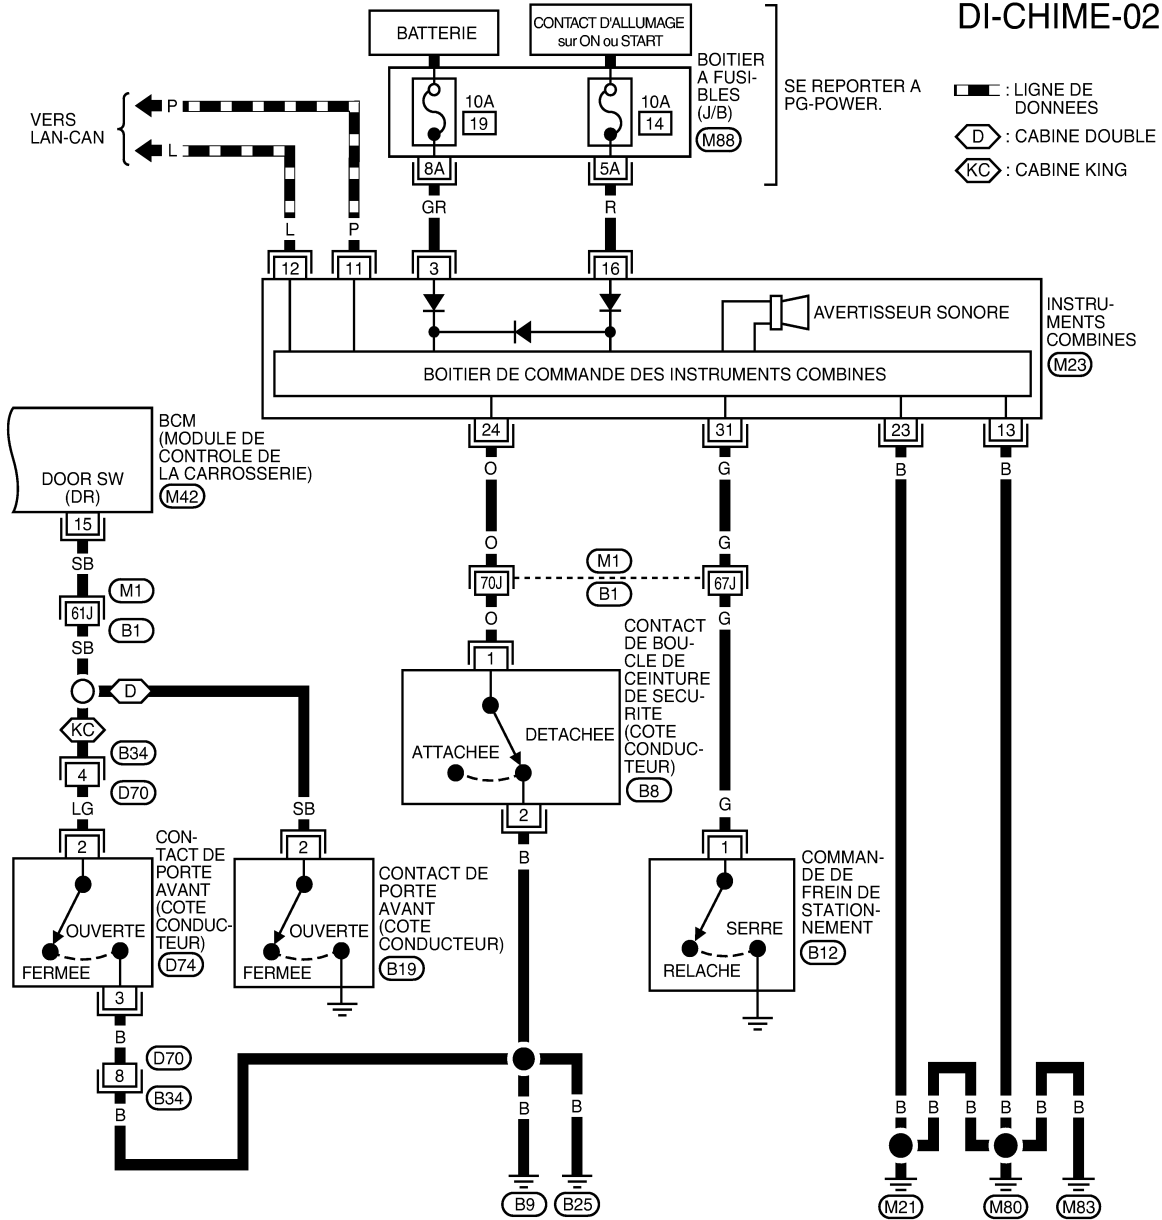 DI-CHIME-02
BATTERIE
CONTACT D'ALLUMAGE
sur ON ou START
BOITIER
A FUSI-
BLES
(J/B)
M88
SE REPORTER A
PG-POWER.
: LIGNE DE
DONNEES
D : CABINE DOUBLE
KC : CABINE KING
VERS
LAN-CAN
P
L
10A
19
10A
14
8A
5A
GR
R
L
P
12
11
3
16
AVERTISSEUR SONORE
INSTRU-
MENTS
COMBINES
M23
BOITIER DE COMMANDE DES INSTRUMENTS COMBINES
24
31
23
13
BCM
(MODULE DE
CONTROLE DE
LA CARROSSERIE)
M42
DOOR SW
(DR)
15
SB
M1
61J
B1
SB
D
KC
B34
4
D70
LG
SB
2
2
O
G
B
B
O
G
M1
70J
67J
B1
O
G
1
CONTACT
DE BOU-
CLE DE
CEINTURE
DE SECU-
RITE
(COTE
CONDUC-
TEUR)
B8
DETACHEE
ATTACHEE
2
B
G
1
COMMAN-
DE DE
FREIN DE
STATION-
NEMENT
B12
SERRE
RELACHE
CON-
TACT DE
PORTE
AVANT
(COTE
CONDUC-
TEUR)
D74
OUVERTE
FERMEE
CONTACT DE
PORTE
AVANT
(COTE
CONDUCTEUR)
B19
OUVERTE
FERMEE
3
B
D70
8
B34
B
B
B
B
B
B
B
B
B
B9
B25
M21
M80
M83